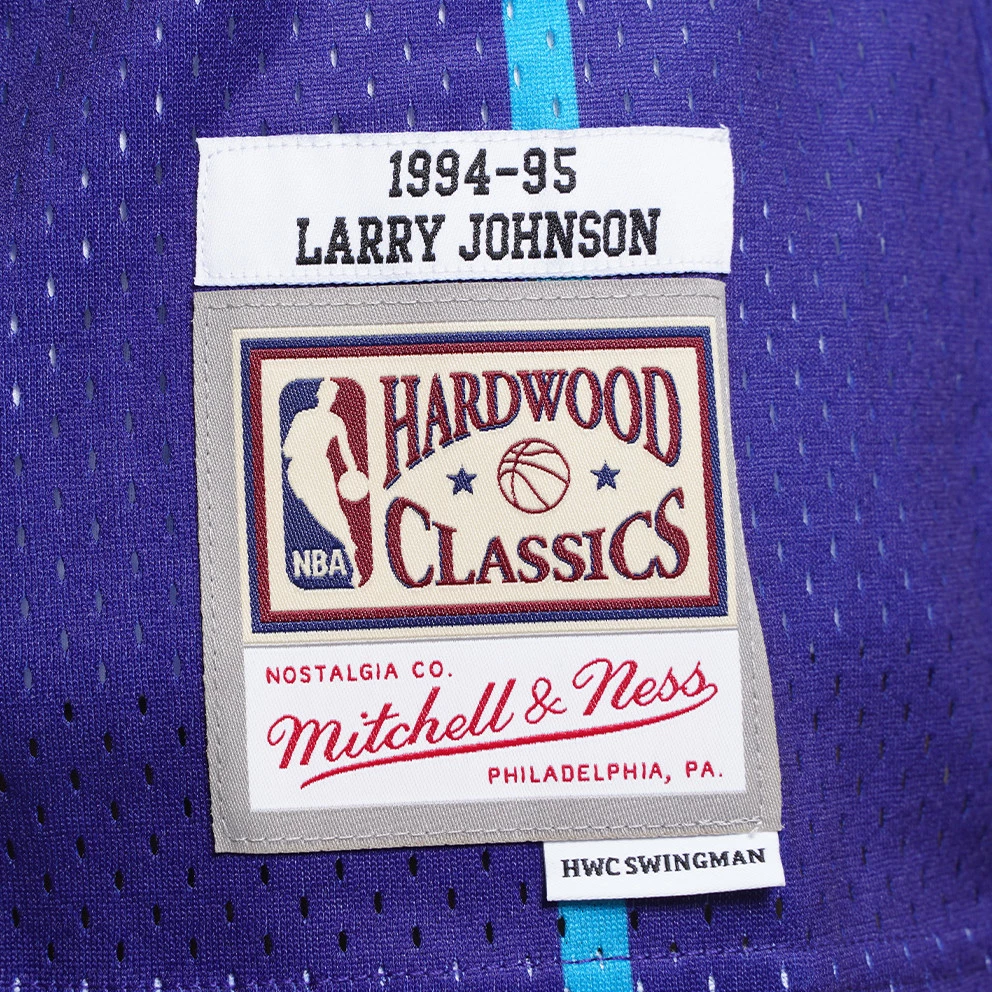 1994-95
LARRY JOHNSON
HARDWOOD
CLASSICS
NBA
NOSTALGIA CO.
Mitchell & Ness
PHILADELPHIA, PA.
HWC SWINGMAN